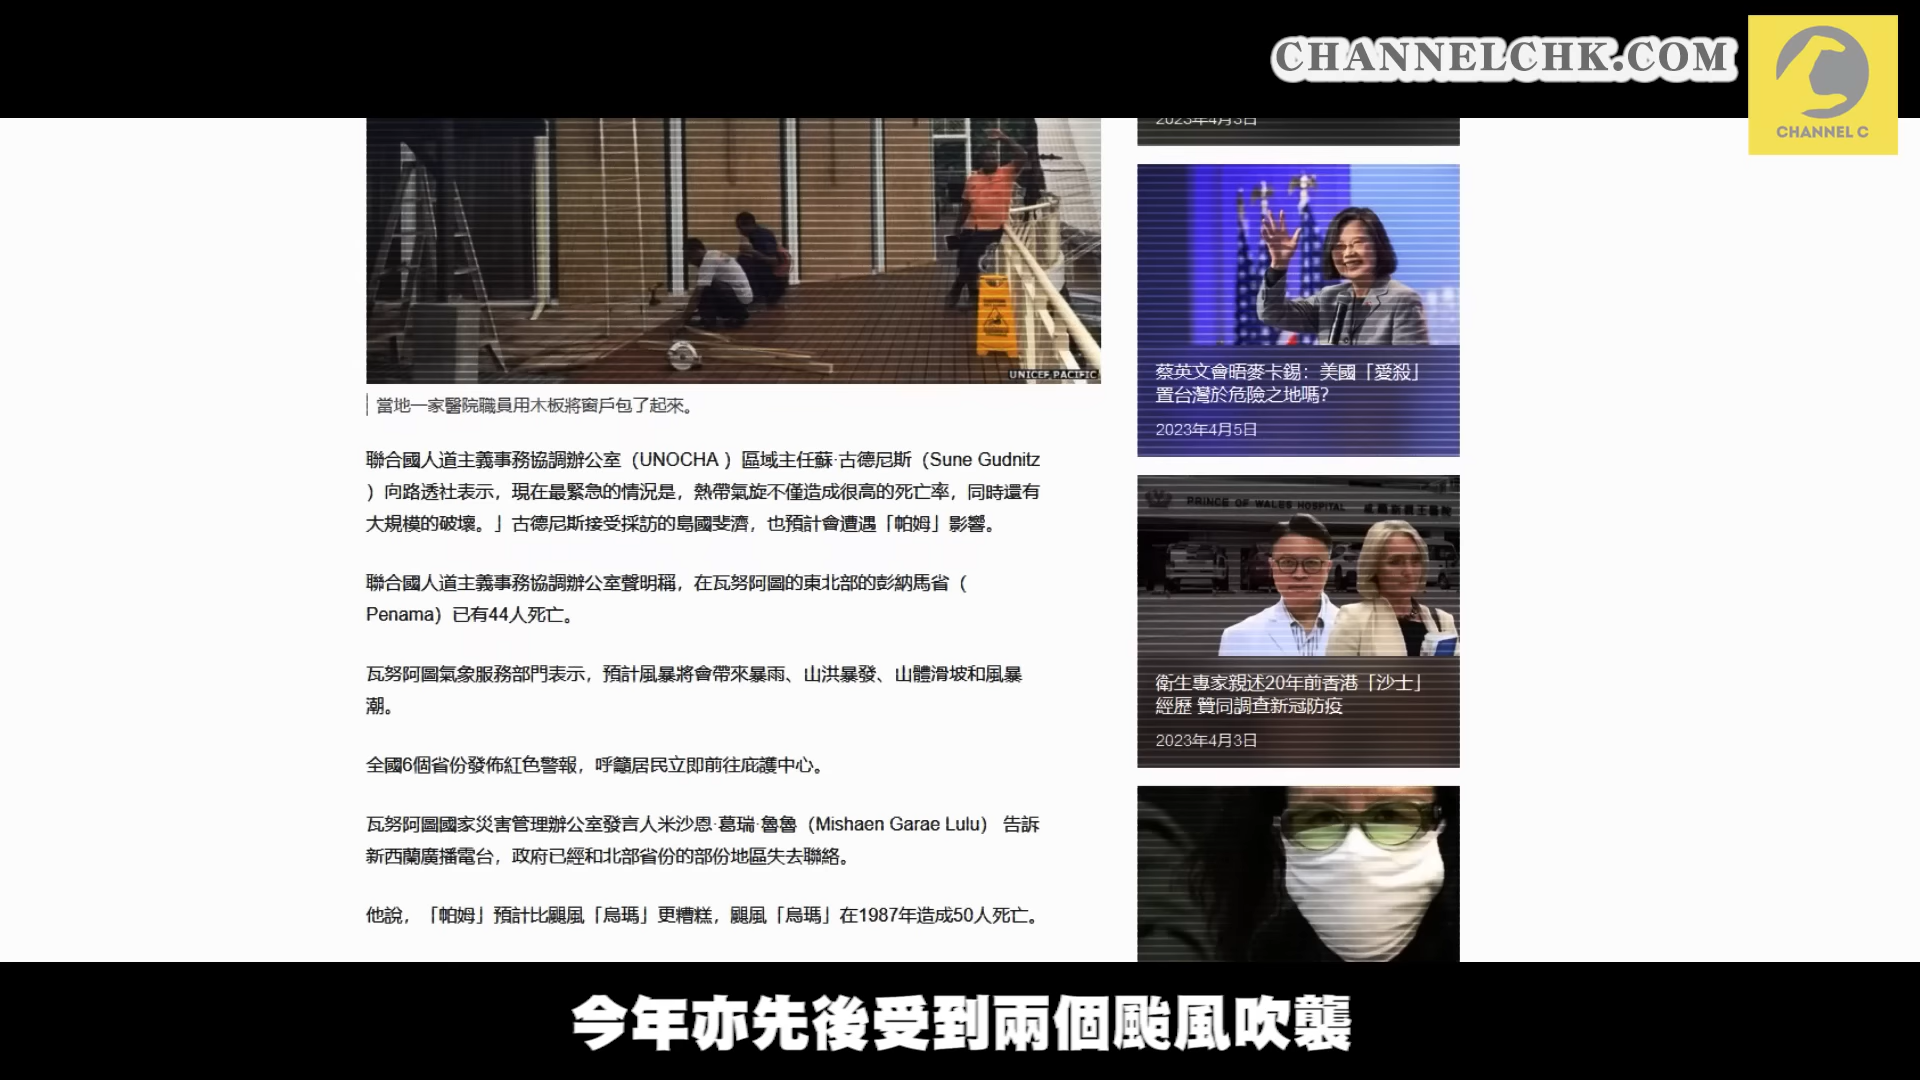 CHANNELCHK.COM
CHANNEL C
2023年4月3日
UNICEF PACIFIC
當地一家醫院職員用木板將窗戶包了起來。
聯合國人道主義事務協調辦公室（UNOCHA ）區域主任蘇·古德尼斯（Sune Gudnitz
）向路透社表示，現在最緊急的情況是，熱帶氣旋不僅造成很高的死亡率，同時還有
大規模的破壞。」古德尼斯接受採訪的島國斐濟，也預計會遭遇「帕姆」影響。
聯合國人道主義事務協調辦公室聲明稱，在瓦努阿圖的東北部的彭納馬省（
Penama）已有44人死亡。
瓦努阿圖氣象服務部門表示，預計風暴將會帶來暴雨、山洪暴發、山體滑坡和風暴
潮。
全國6個省份發佈紅色警報，呼籲居民立即前往庇護中心。
瓦努阿圖國家災害管理辦公室發言人米沙恩·葛瑞·魯魯（Mishaen Garae Lulu） 告訴
新西蘭廣播電台，政府已經和北部省份的部份地區失去聯絡。
他說，「帕姆」預計比颶風「烏瑪」更糟糕，颶風「烏瑪」在1987年造成50人死亡。
蔡英文會晤麥卡錫：美國「愛殺」
置台灣於危險之地嗎？
2023年4月5日
PRINCE OF WALES HOSPITAL 威爾斯親王醫院
衛生專家親述20年前香港「沙士」
經歷 贊同調查新冠防疫
2023年4月3日
今年亦先後受到兩個颱風吹襲